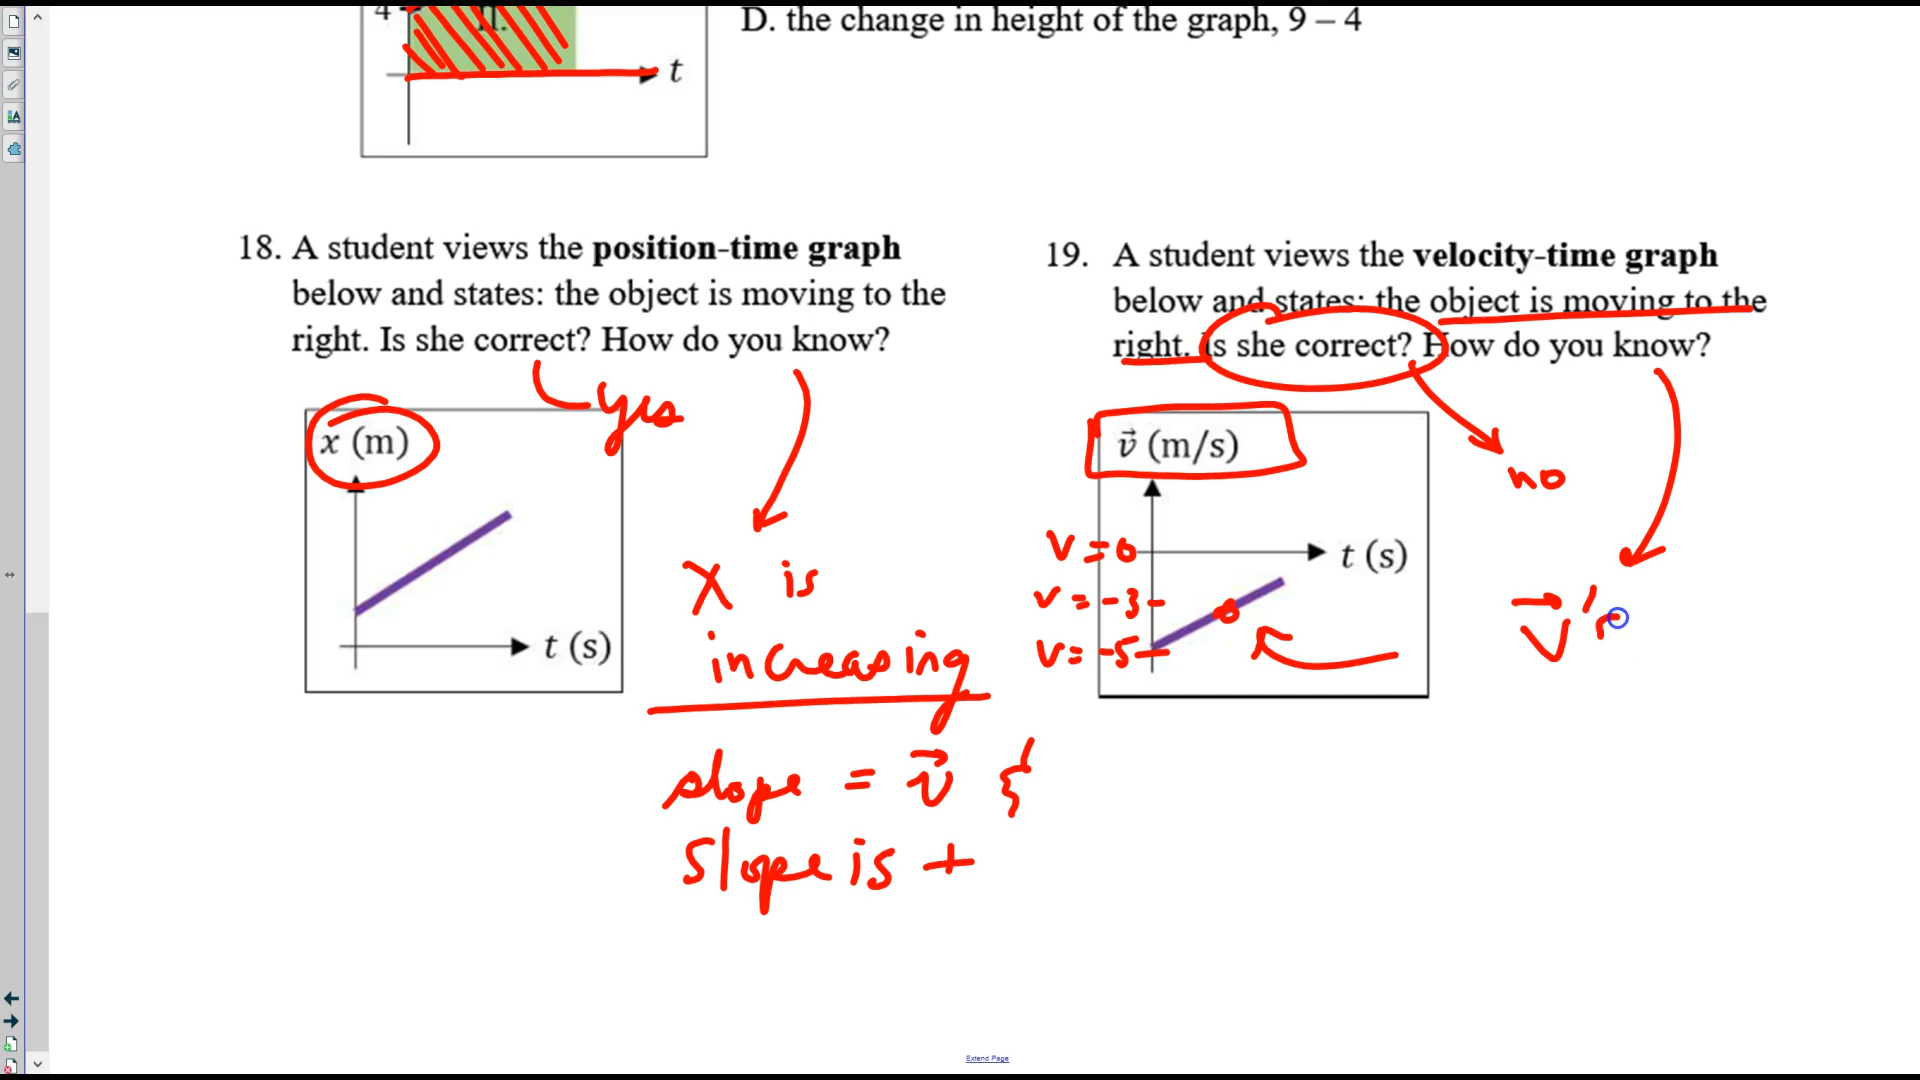 4
II.
t
D. the change in height of the graph, 9 – 4
18. A student views the position-time graph
below and states: the object is moving to the
right. Is she correct? How do you know?
yes
x (m)
t (s)
X is
increasing
slope = v⃗ {
Slope is +
19. A student views the velocity-time graph
below and states: the object is moving to the
right. Is she correct? How do you know?
no
v⃗ (m/s)
v = 0
t (s)
v = -3
v = -5
v⃗ 'r
Extend Page